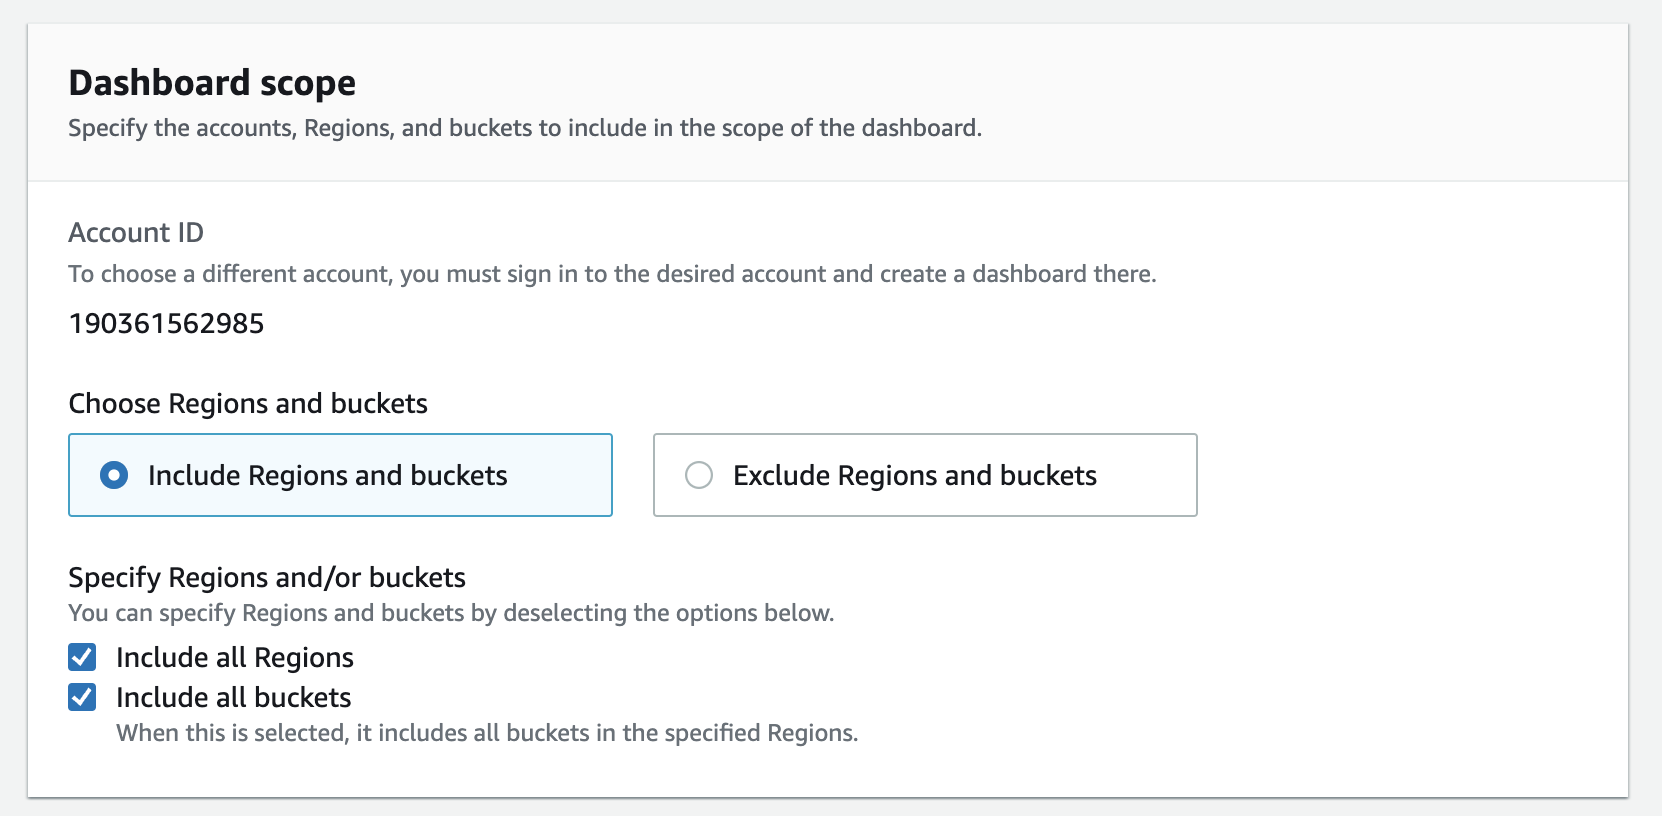 Dashboard scope
Specify the accounts, Regions, and buckets to include in the scope of the dashboard.
Account ID
To choose a different account, you must sign in to the desired account and create a dashboard there.
190361562985
Choose Regions and buckets
Include Regions and buckets
Exclude Regions and buckets
Specify Regions and/or buckets
You can specify Regions and buckets by deselecting the options below.
Include all Regions
Include all buckets
When this is selected, it includes all buckets in the specified Regions.